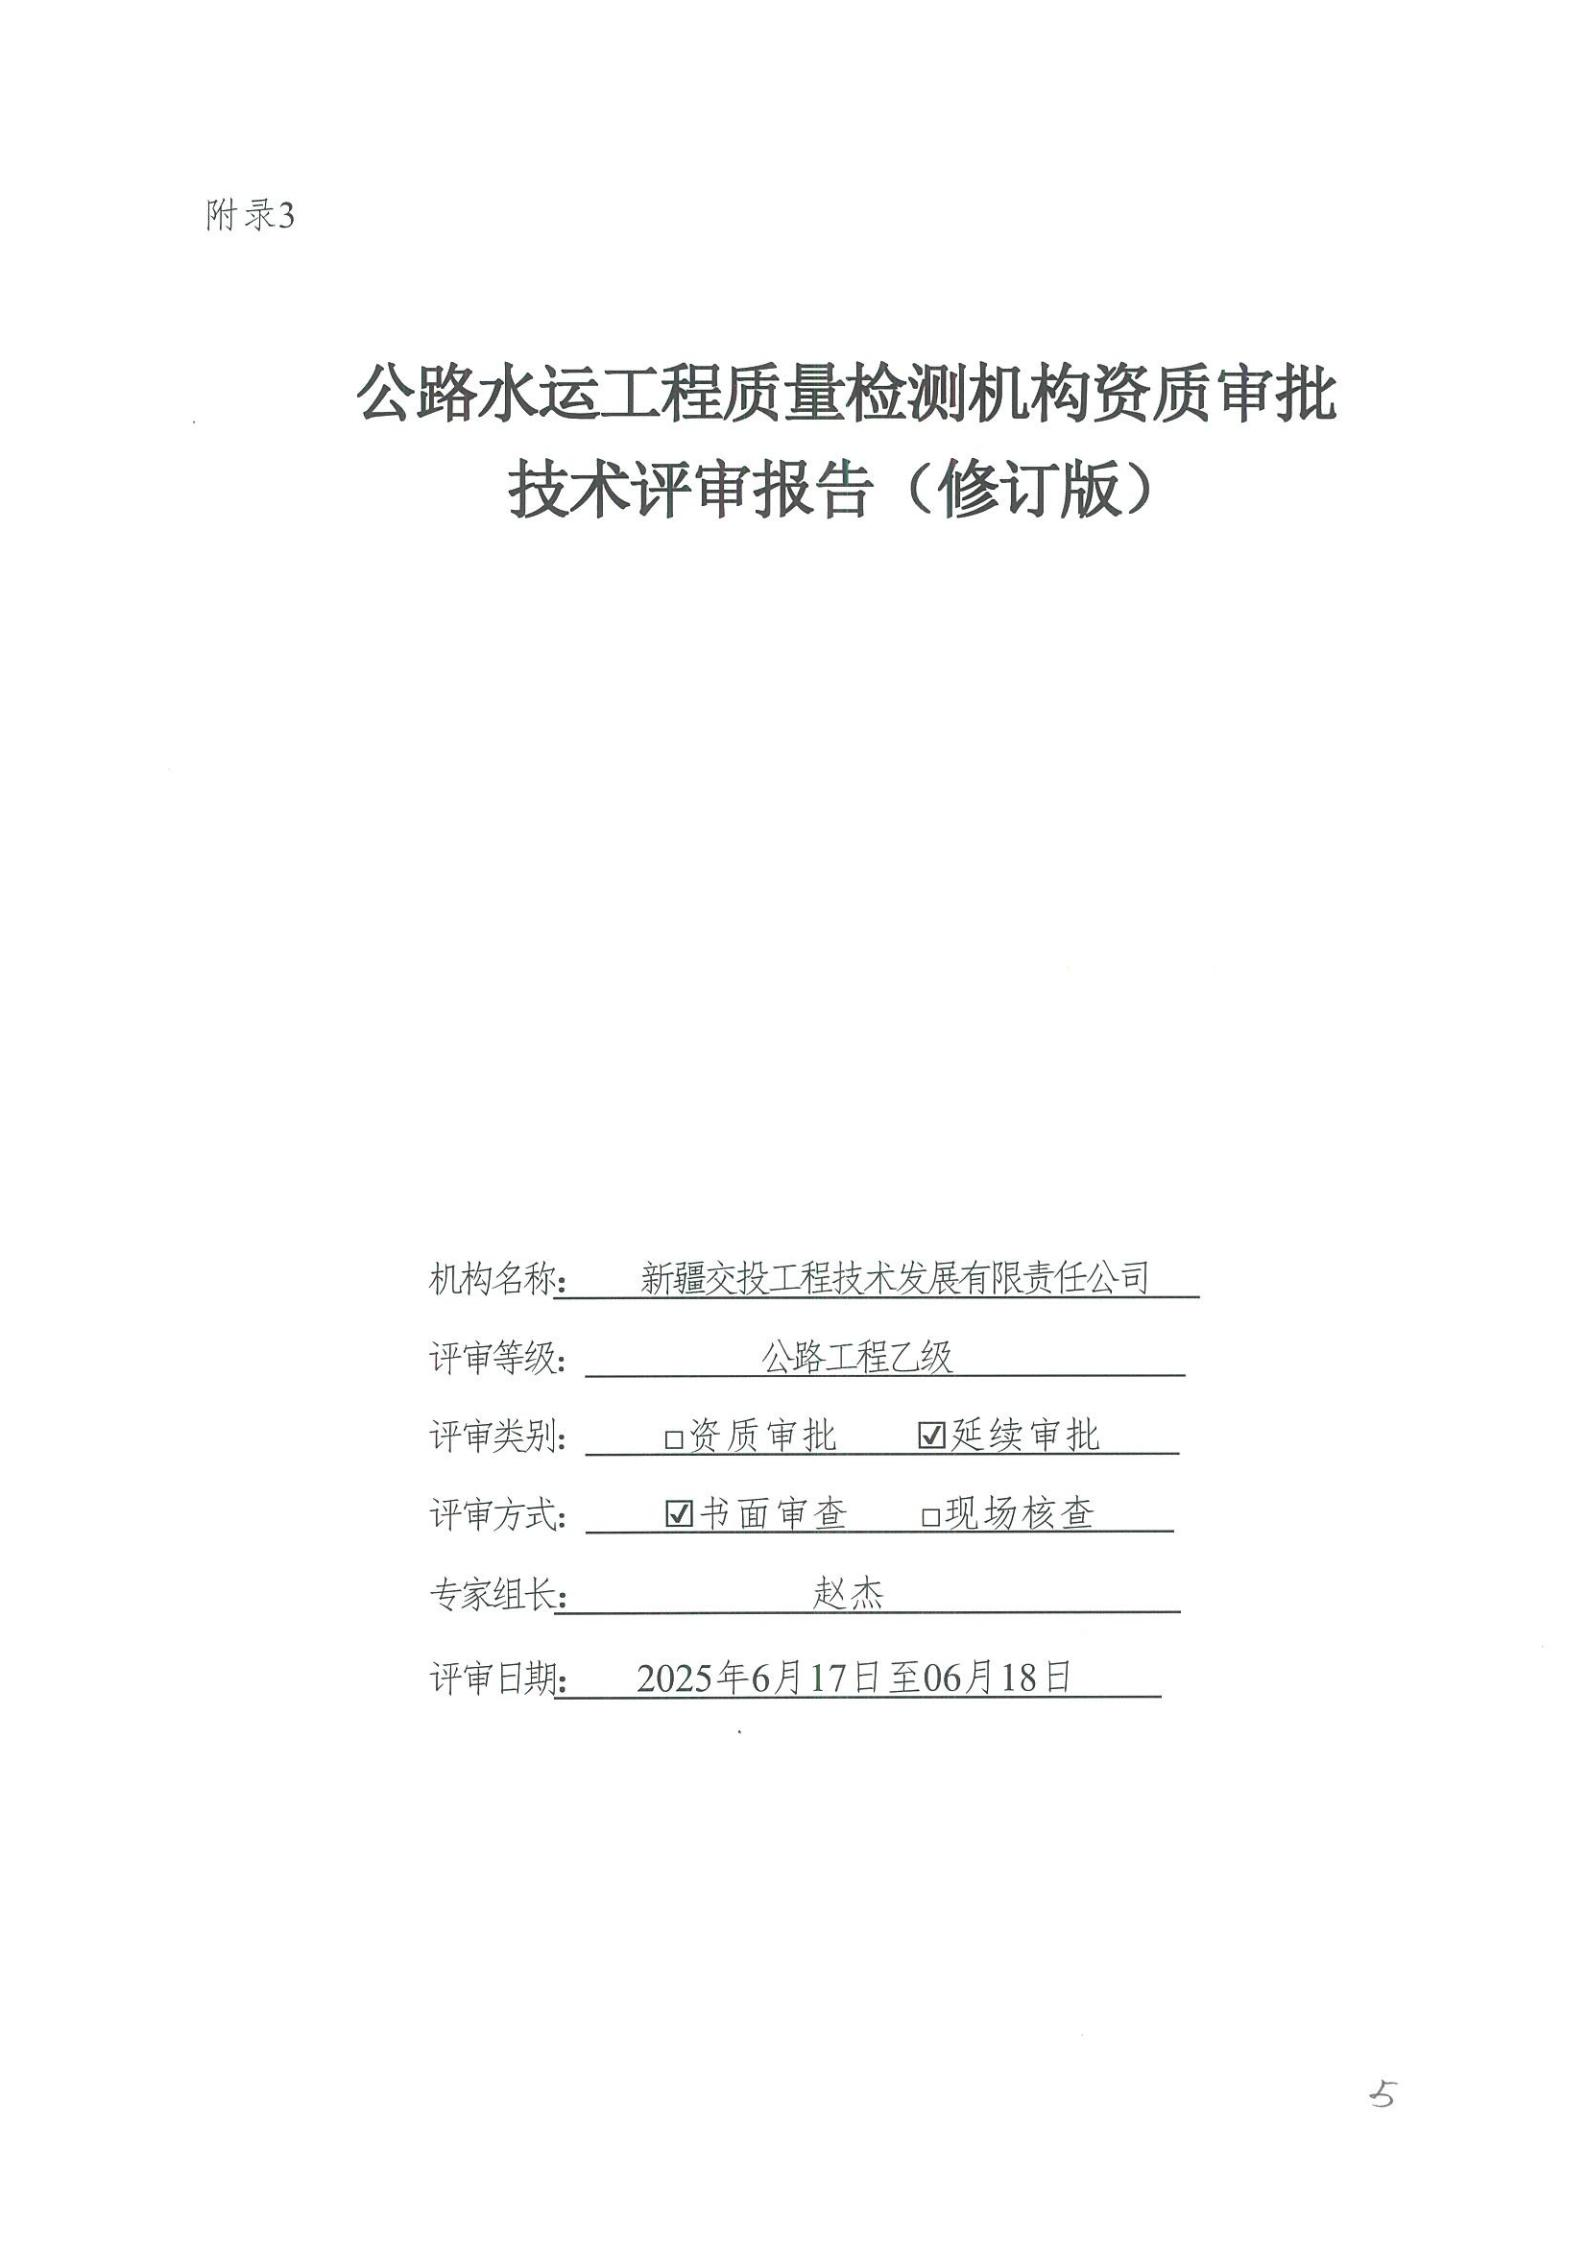 附录3
公路水运工程质量检测机构资质审批
技术评审报告（修订版）
机构名称：新疆交投工程技术发展有限责任公司
评审等级：公路工程乙级
评审类别：□资质审批 ☑延续审批
评审方式：☑书面审查 □现场核查
专家组长：赵杰
评审日期：2025年6月17日至06月18日
5